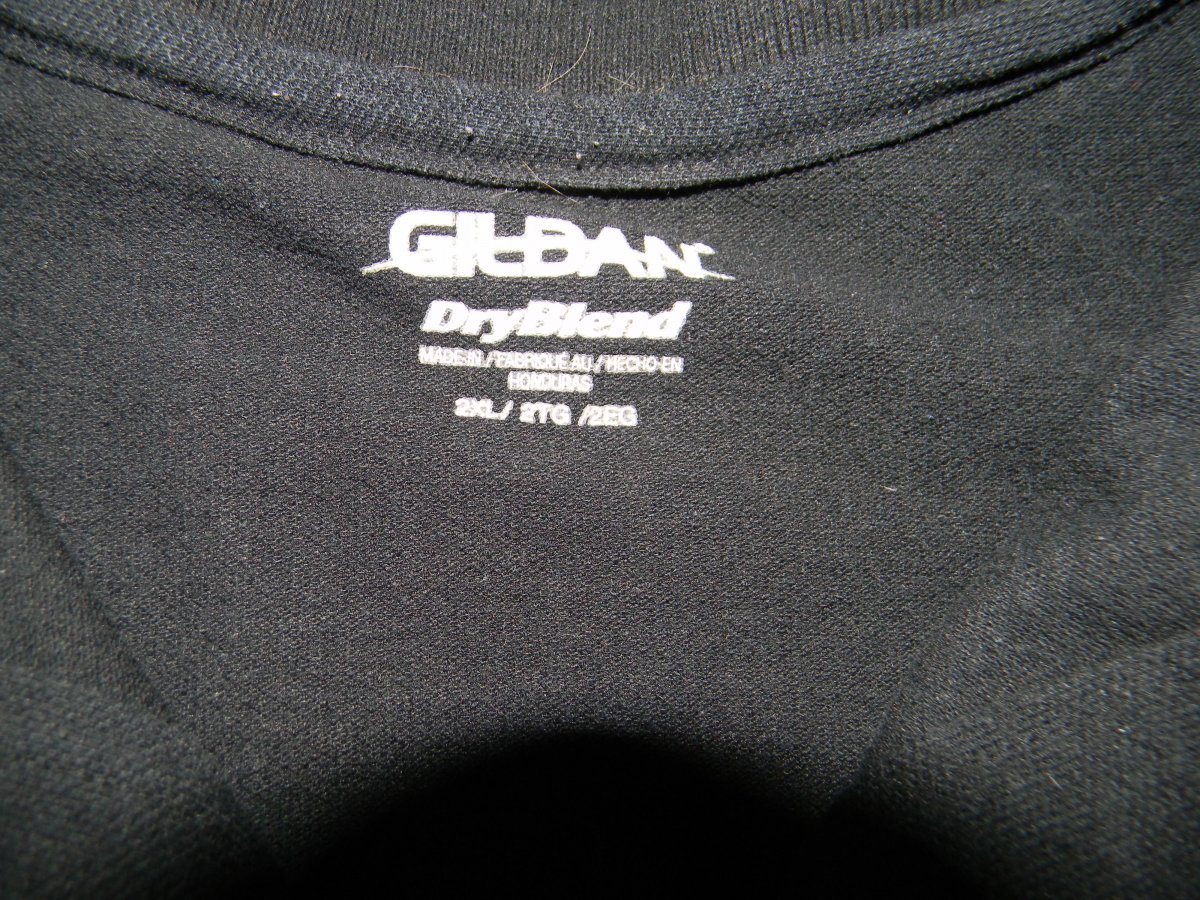 GILDAN
DryBlend
MADE IN / FABRIQUÉ AU / HECHO EN
HONDURAS
2XL / 2TG / 2EG